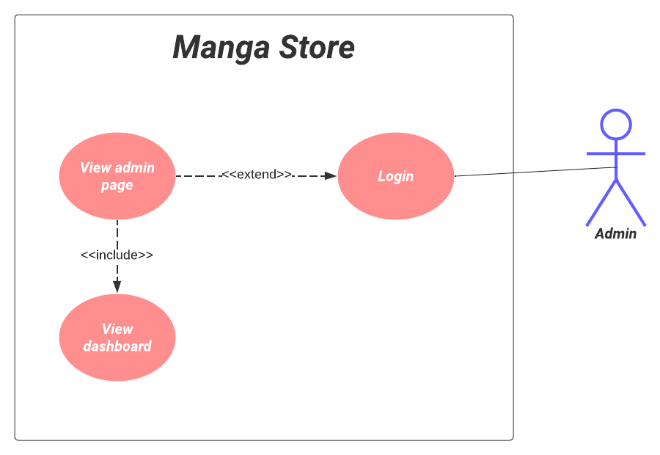 Manga Store
View admin
page
<<extend>>
Login
Admin
<<include>>
View
dashboard